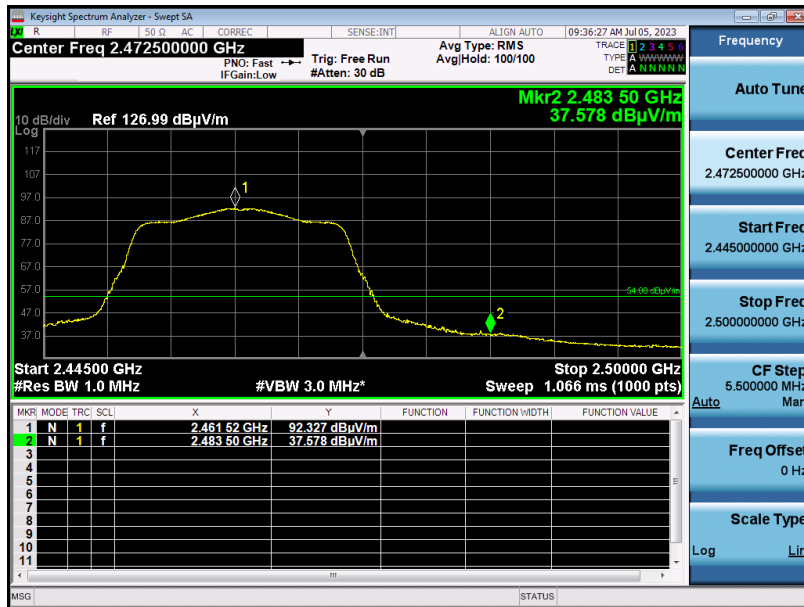 Keysight Spectrum Analyzer - Swept SA
LXI R RF 50 Ω AC CORREC SENSE:INT ALIGN AUTO 09:36:27 AM Jul 05, 2023
Center Freq 2.472500000 GHz
PNO: Fast
IFGain:Low
Trig: Free Run
#Atten: 30 dB
Avg Type: RMS
Avg|Hold: 100/100
TRACE 1 2 3 4 5 6
TYPE A WWWWW
DET A N N N N N
Mkr2 2.483 50 GHz
37.578 dBµV/m
10 dB/div Ref 126.99 dBµV/m
Log
117
107
97.0
87.0
77.0
67.0
57.0
47.0
37.0
1
2
54.00 dBµV/m
Start 2.44500 GHz Stop 2.50000 GHz
#Res BW 1.0 MHz #VBW 3.0 MHz* Sweep 1.066 ms (1000 pts)
MKR MODE TRC SCL X Y FUNCTION FUNCTION WIDTH FUNCTION VALUE
1 N 1 f 2.461 52 GHz 92.327 dBµV/m
2 N 1 f 2.483 50 GHz 37.578 dBµV/m
3
4
5
6
7
8
9
10
11
MSG STATUS
Frequency
Auto Tune
Center Freq
2.472500000 GHz
Start Freq
2.445000000 GHz
Stop Freq
2.500000000 GHz
CF Step
5.500000 MHz
Auto Man
Freq Offset
0 Hz
Scale Type
Log Lin